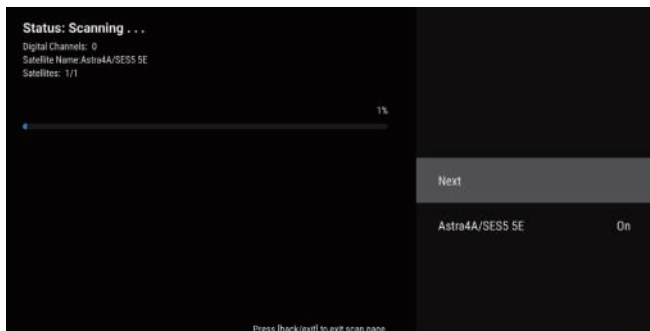 Status: Scanning . . .
Digital Channels: 0
Satellite Name:Astra4A/SES5 5E
Satellites: 1/1
1%
Next
Astra4A/SES5 5E On
Press [back/exit] to exit scan page